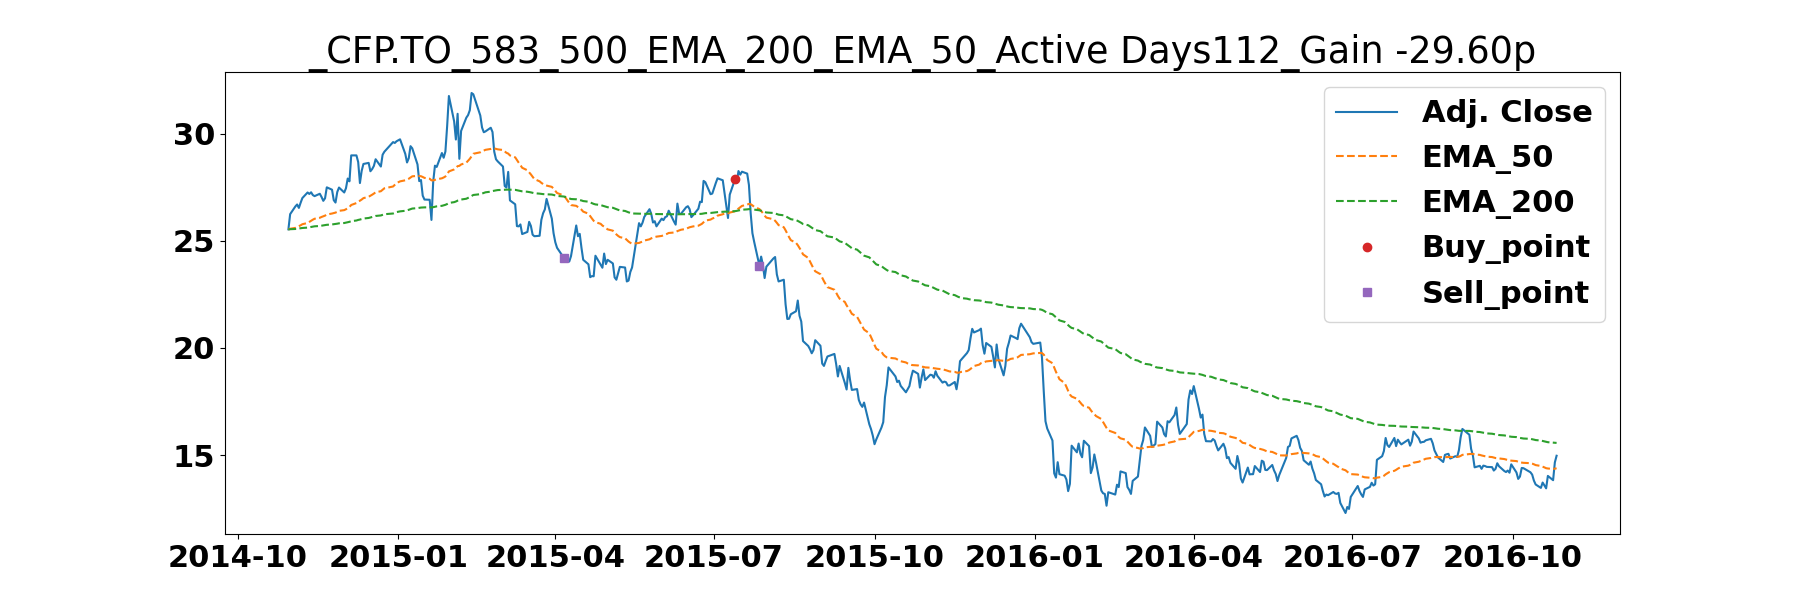 _CFP.TO_583_500_EMA_200_EMA_50_Active Days112_Gain -29.60p
Adj. Close
EMA_50
EMA_200
Buy_point
Sell_point
30
25
20
15
2014-10 2015-01 2015-04 2015-07 2015-10 2016-01 2016-04 2016-07 2016-10